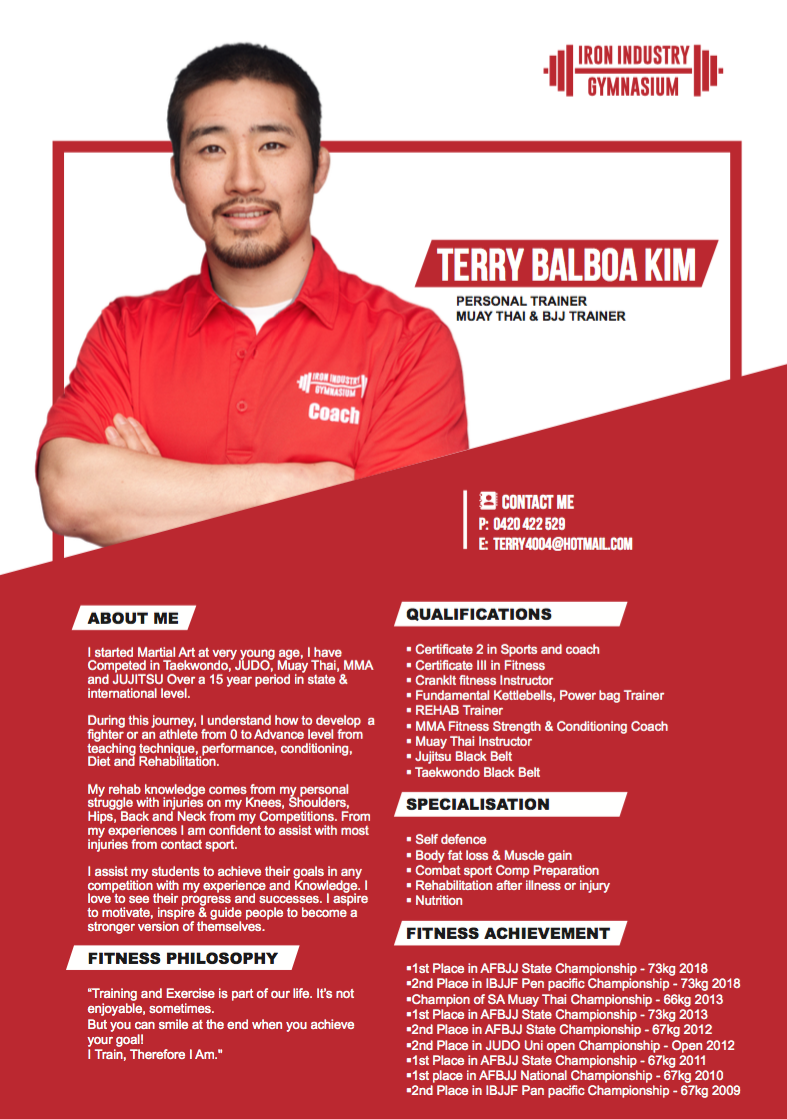 IRON INDUSTRY
GYMNASIUM
TERRY BALBOA KIM
PERSONAL TRAINER
MUAY THAI & BJJ TRAINER
IRON INDUSTRY
GYMNASIUM
Coach
CONTACT ME
P: 0420 422 529
E: TERRY4004@HOTMAIL.COM
ABOUT ME
I started Martial Art at very young age, I have
Competed in Taekwondo, JUDO, Muay Thai, MMA
and JUJITSU Over a 15 year period in state &
international level.
During this journey, I understand how to develop a
fighter or an athlete from 0 to Advance level from
teaching technique, performance, conditioning,
Diet and Rehabilitation.
My rehab knowledge comes from my personal
struggle with injuries on my Knees, Shoulders,
Hips, Back and Neck from my Competitions. From
my experiences I am confident to assist with most
injuries from contact sport.
I assist my students to achieve their goals in any
competition with my experience and Knowledge. I
love to see their progress and successes. I aspire
to motivate, inspire & guide people to become a
stronger version of themselves.
FITNESS PHILOSOPHY
“Training and Exercise is part of our life. It’s not
enjoyable, sometimes.
But you can smile at the end when you achieve
your goal!
I Train, Therefore I Am."
QUALIFICATIONS
▪ Certificate 2 in Sports and coach
▪ Certificate III in Fitness
▪ CrankIt fitness Instructor
▪ Fundamental Kettlebells, Power bag Trainer
▪ REHAB Trainer
▪ MMA Fitness Strength & Conditioning Coach
▪ Muay Thai Instructor
▪ Jujitsu Black Belt
▪ Taekwondo Black Belt
SPECIALISATION
▪ Self defence
▪ Body fat loss & Muscle gain
▪ Combat sport Comp Preparation
▪ Rehabilitation after illness or injury
▪ Nutrition
FITNESS ACHIEVEMENT
▪1st Place in AFBJJ State Championship - 73kg 2018
▪2nd Place in IBJJF Pen pacific Championship - 73kg 2018
▪Champion of SA Muay Thai Championship - 66kg 2013
▪1st Place in AFBJJ State Championship - 73kg 2013
▪2nd Place in AFBJJ State Championship - 67kg 2012
▪2nd Place in JUDO Uni open Championship - Open 2012
▪1st Place in AFBJJ State Championship - 67kg 2011
▪1st place in AFBJJ National Championship - 67kg 2010
▪2nd Place in IBJJF Pan pacific Championship - 67kg 2009